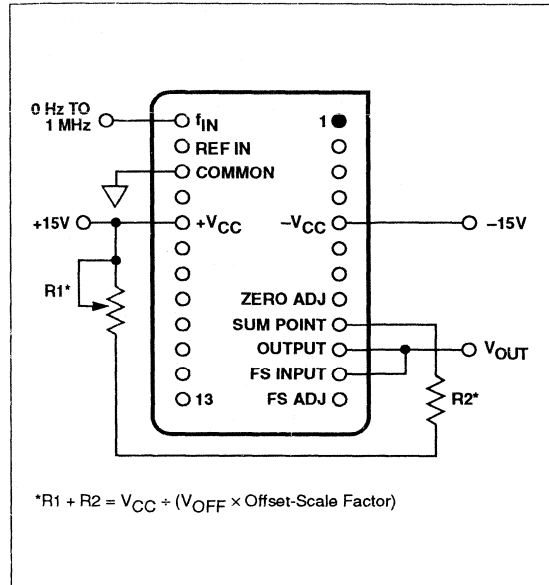 0 Hz TO
1 MHz
fIN
1
REF IN
COMMON
+15V
+VCC
−VCC
−15V
R1*
ZERO ADJ
SUM POINT
OUTPUT
VOUT
FS INPUT
R2*
13
FS ADJ
*R1 + R2 = VCC ÷ (VOFF × Offset-Scale Factor)